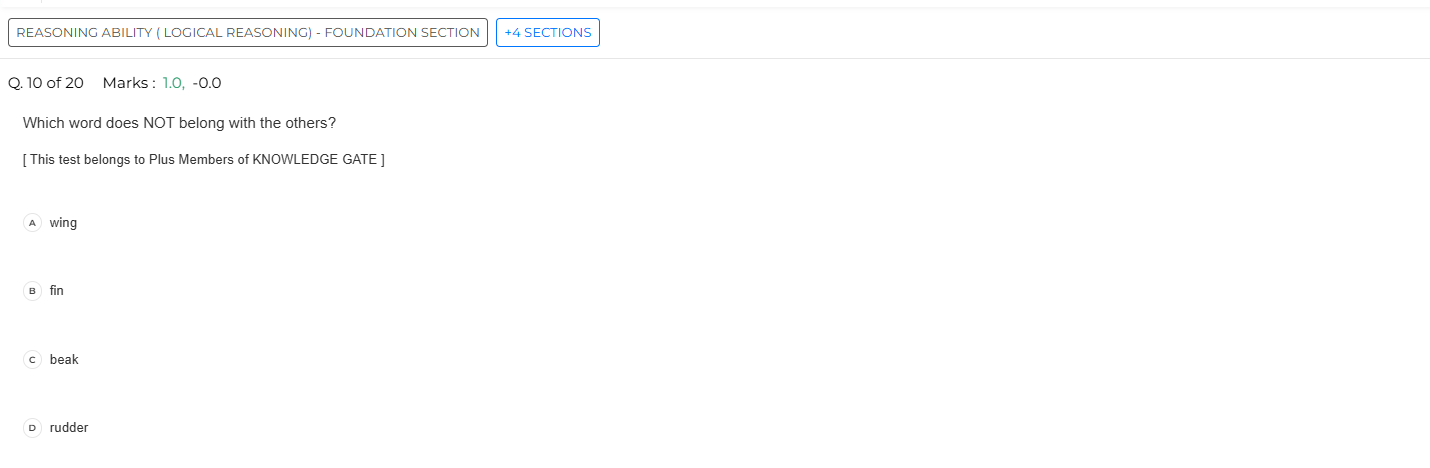 REASONING ABILITY ( LOGICAL REASONING) - FOUNDATION SECTION +4 SECTIONS
Q. 10 of 20 Marks : 1.0, -0.0
Which word does NOT belong with the others?
[ This test belongs to Plus Members of KNOWLEDGE GATE ]
A wing
B fin
C beak
D rudder